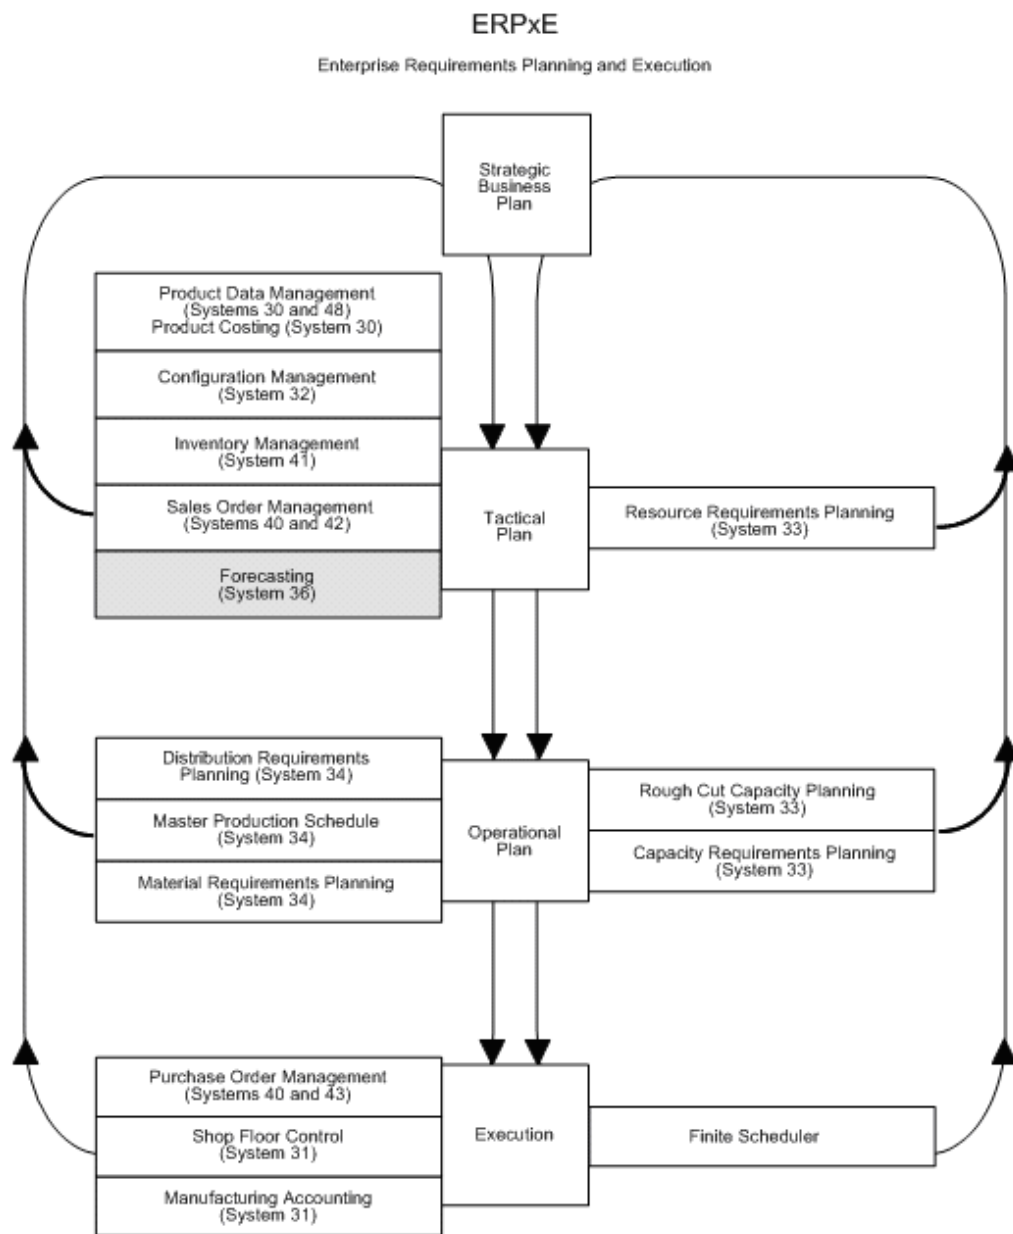 ERPxE
Enterprise Requirements Planning and Execution
Strategic
Business
Plan
Product Data Management
(Systems 30 and 48)
Product Costing (System 30)
Configuration Management
(System 32)
Inventory Management
(System 41)
Sales Order Management
(Systems 40 and 42)
Forecasting
(System 36)
Tactical
Plan
Resource Requirements Planning
(System 33)
Distribution Requirements
Planning (System 34)
Master Production Schedule
(System 34)
Material Requirements Planning
(System 34)
Operational
Plan
Rough Cut Capacity Planning
(System 33)
Capacity Requirements Planning
(System 33)
Purchase Order Management
(Systems 40 and 43)
Shop Floor Control
(System 31)
Manufacturing Accounting
(System 31)
Execution
Finite Scheduler